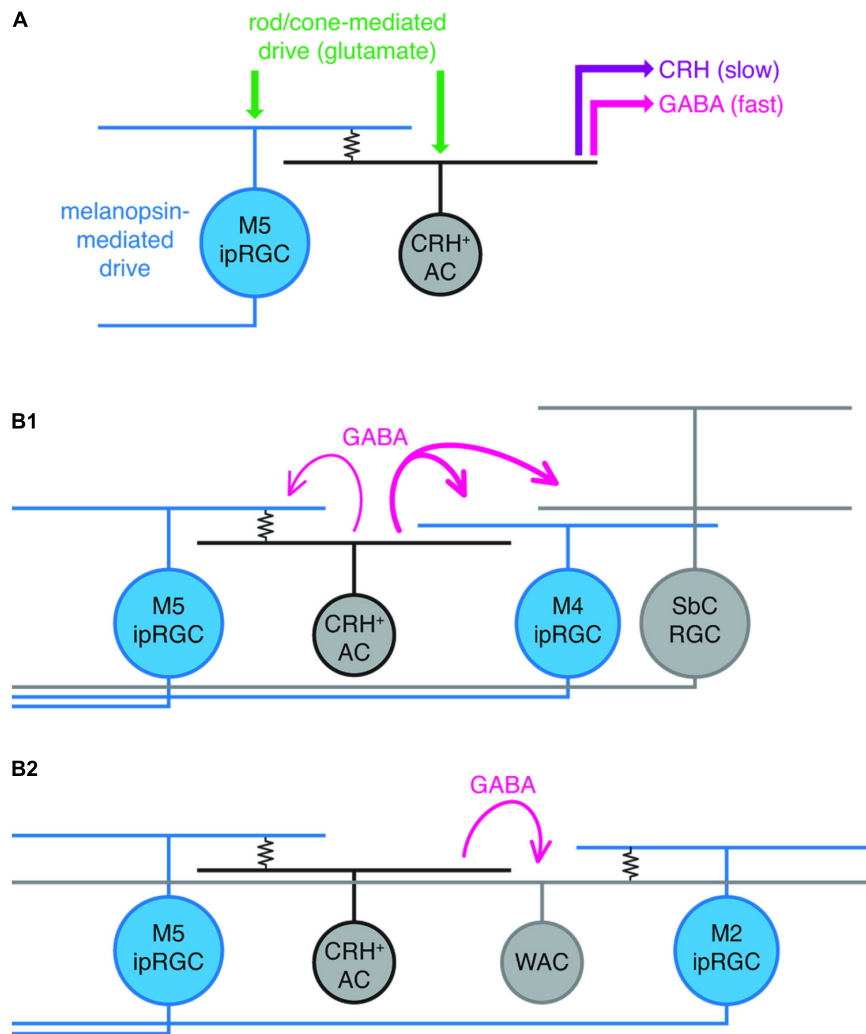 A
rod/cone-mediated
drive (glutamate)
CRH (slow)
GABA (fast)
melanopsin-
mediated
drive
M5
ipRGC
CRH⁺
AC
B1
GABA
M5
ipRGC
CRH⁺
AC
M4
ipRGC
SbC
RGC
B2
GABA
M5
ipRGC
CRH⁺
AC
WAC
M2
ipRGC